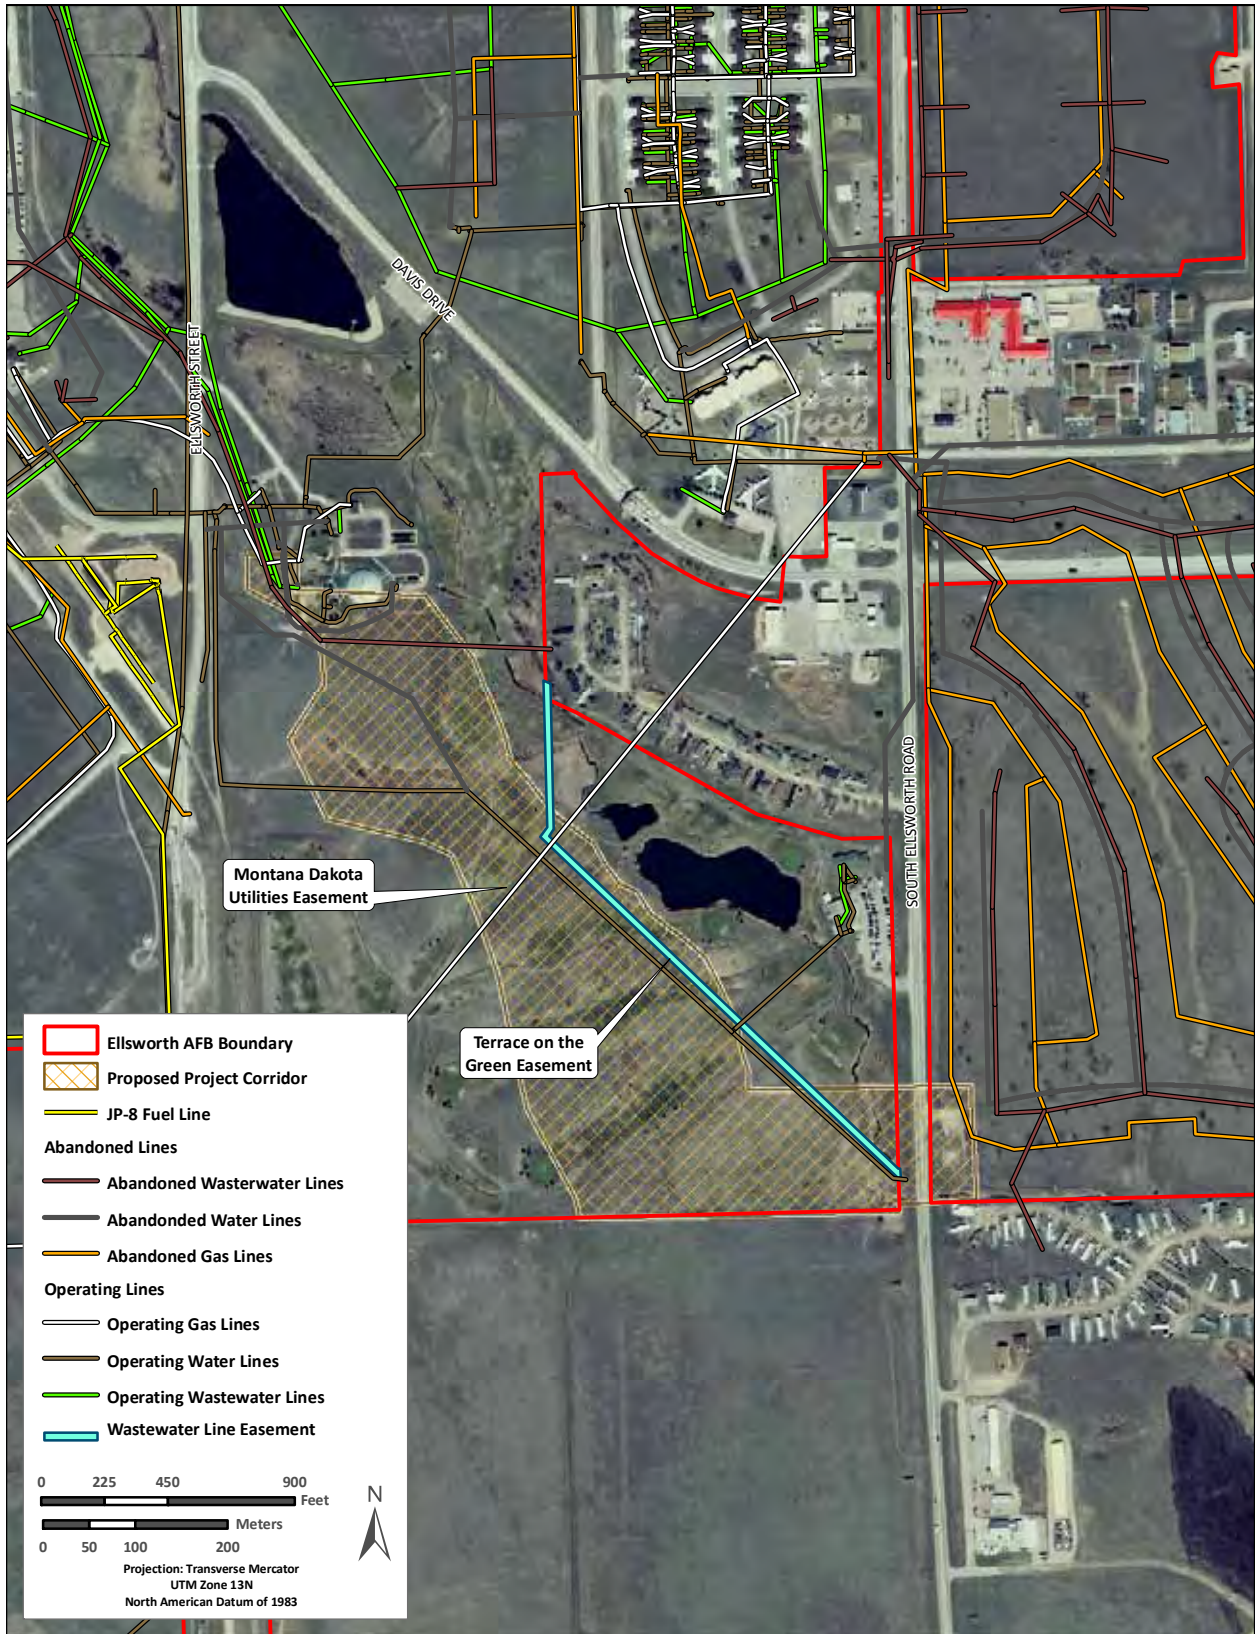 DAVIS DRIVE
ELLSWORTH STREET
SOUTH ELLSWORTH ROAD
Montana Dakota
Utilities Easement
Terrace on the
Green Easement
Ellsworth AFB Boundary
Proposed Project Corridor
JP-8 Fuel Line
Abandoned Lines
Abandoned Wasterwater Lines
Abandonded Water Lines
Abandoned Gas Lines
Operating Lines
Operating Gas Lines
Operating Water Lines
Operating Wastewater Lines
Wastewater Line Easement
0 225 450 900
Feet
N
Meters
0 50 100 200
Projection: Transverse Mercator
UTM Zone 13N
North American Datum of 1983